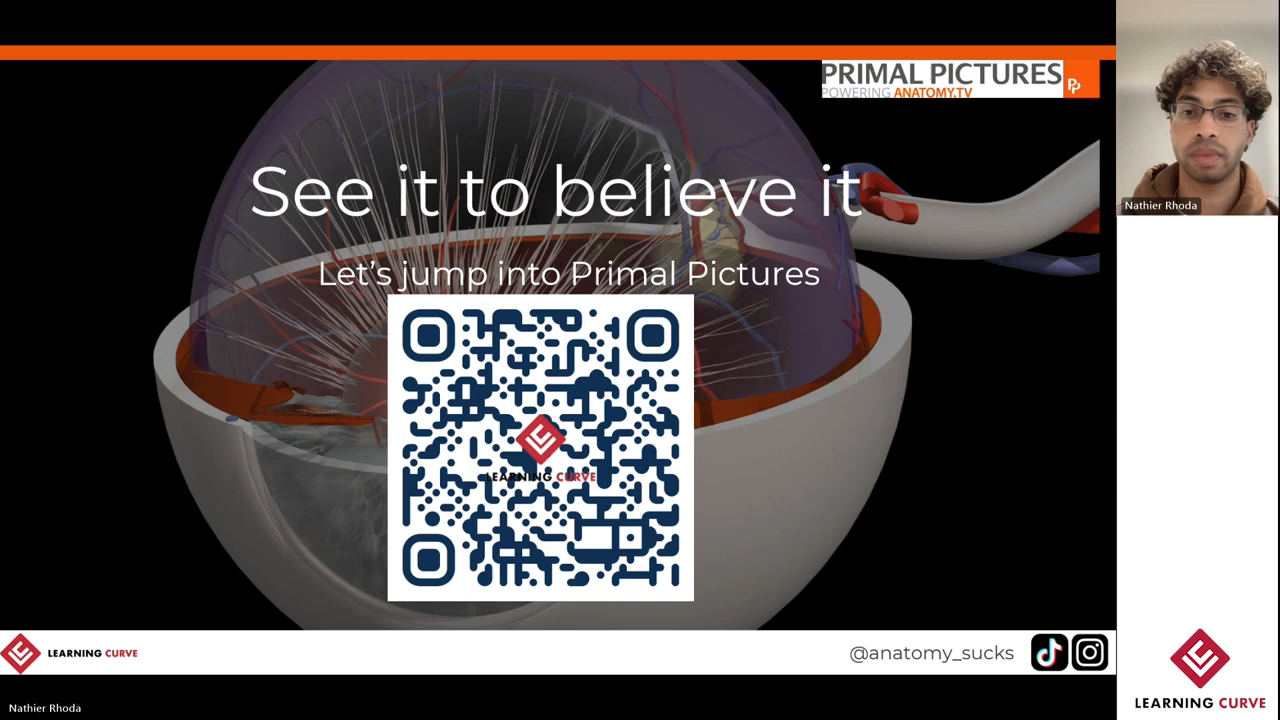 PRIMAL PICTURES
POWERING ANATOMY.TV
See it to believe it
Let's jump into Primal Pictures
LEARNING CURVE
LEARNING CURVE
@anatomy_sucks
Nathier Rhoda
Nathier Rhoda
LEARNING CURVE